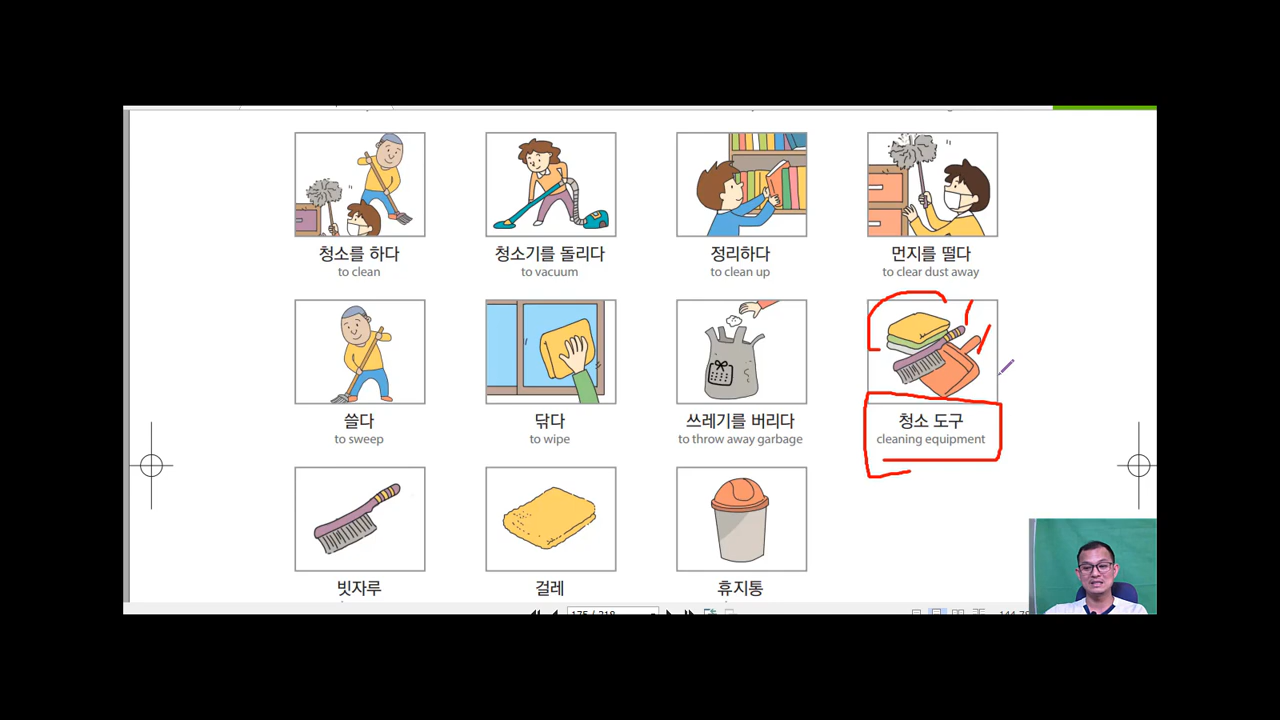 청소를 하다
to clean
청소기를 돌리다
to vacuum
정리하다
to clean up
먼지를 떨다
to clear dust away
쓸다
to sweep
닦다
to wipe
쓰레기를 버리다
to throw away garbage
청소 도구
cleaning equipment
빗자루
걸레
휴지통